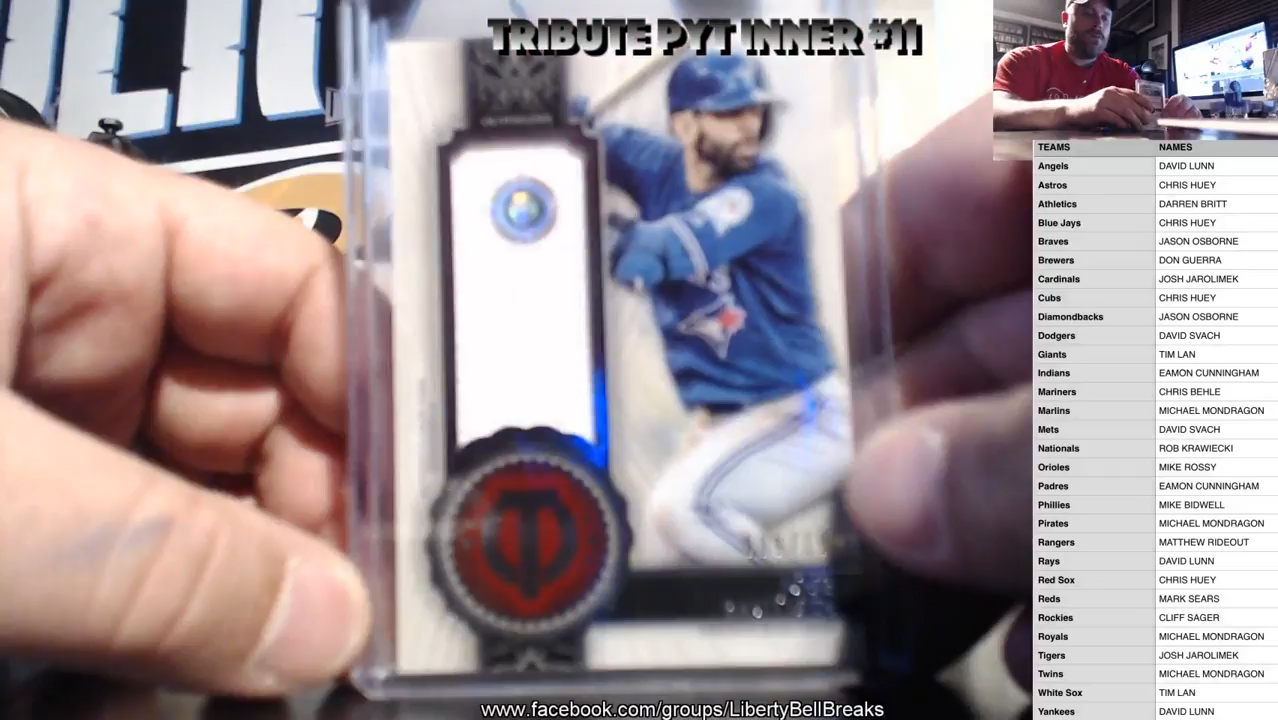 TRIBUTE PYT INNER #11
TEAMS NAMES
Angels DAVID LUNN
Astros CHRIS HUEY
Athletics DARREN BRITT
Blue Jays CHRIS HUEY
Braves JASON OSBORNE
Brewers DON GUERRA
Cardinals JOSH JAROLIMEK
Cubs CHRIS HUEY
Diamondbacks JASON OSBORNE
Dodgers DAVID SVACH
Giants TIM LAN
Indians EAMON CUNNINGHAM
Mariners CHRIS BEHLE
Marlins MICHAEL MONDRAGON
Mets DAVID SVACH
Nationals ROB KRAWIECKI
Orioles MIKE ROSSY
Padres EAMON CUNNINGHAM
Phillies MIKE BIDWELL
Pirates MICHAEL MONDRAGON
Rangers MATTHEW RIDEOUT
Rays DAVID LUNN
Red Sox CHRIS HUEY
Reds MARK SEARS
Rockies CLIFF SAGER
Royals MICHAEL MONDRAGON
Tigers JOSH JAROLIMEK
Twins MICHAEL MONDRAGON
White Sox TIM LAN
Yankees DAVID LUNN
www.facebook.com/groups/LibertyBellBreaks